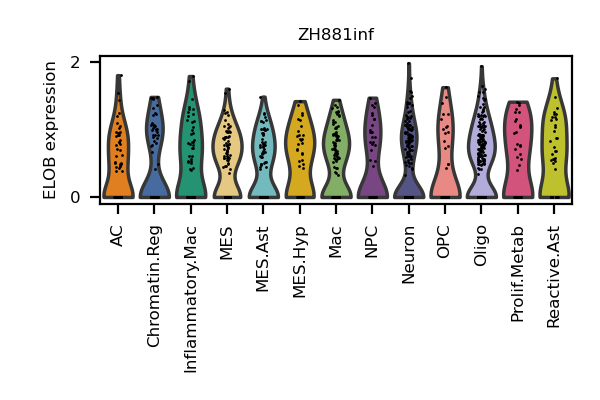 ZH881inf
ELOB expression
2
0
AC
Chromatin.Reg
Inflammatory.Mac
MES
MES.Ast
MES.Hyp
Mac
NPC
Neuron
OPC
Oligo
Prolif.Metab
Reactive.Ast